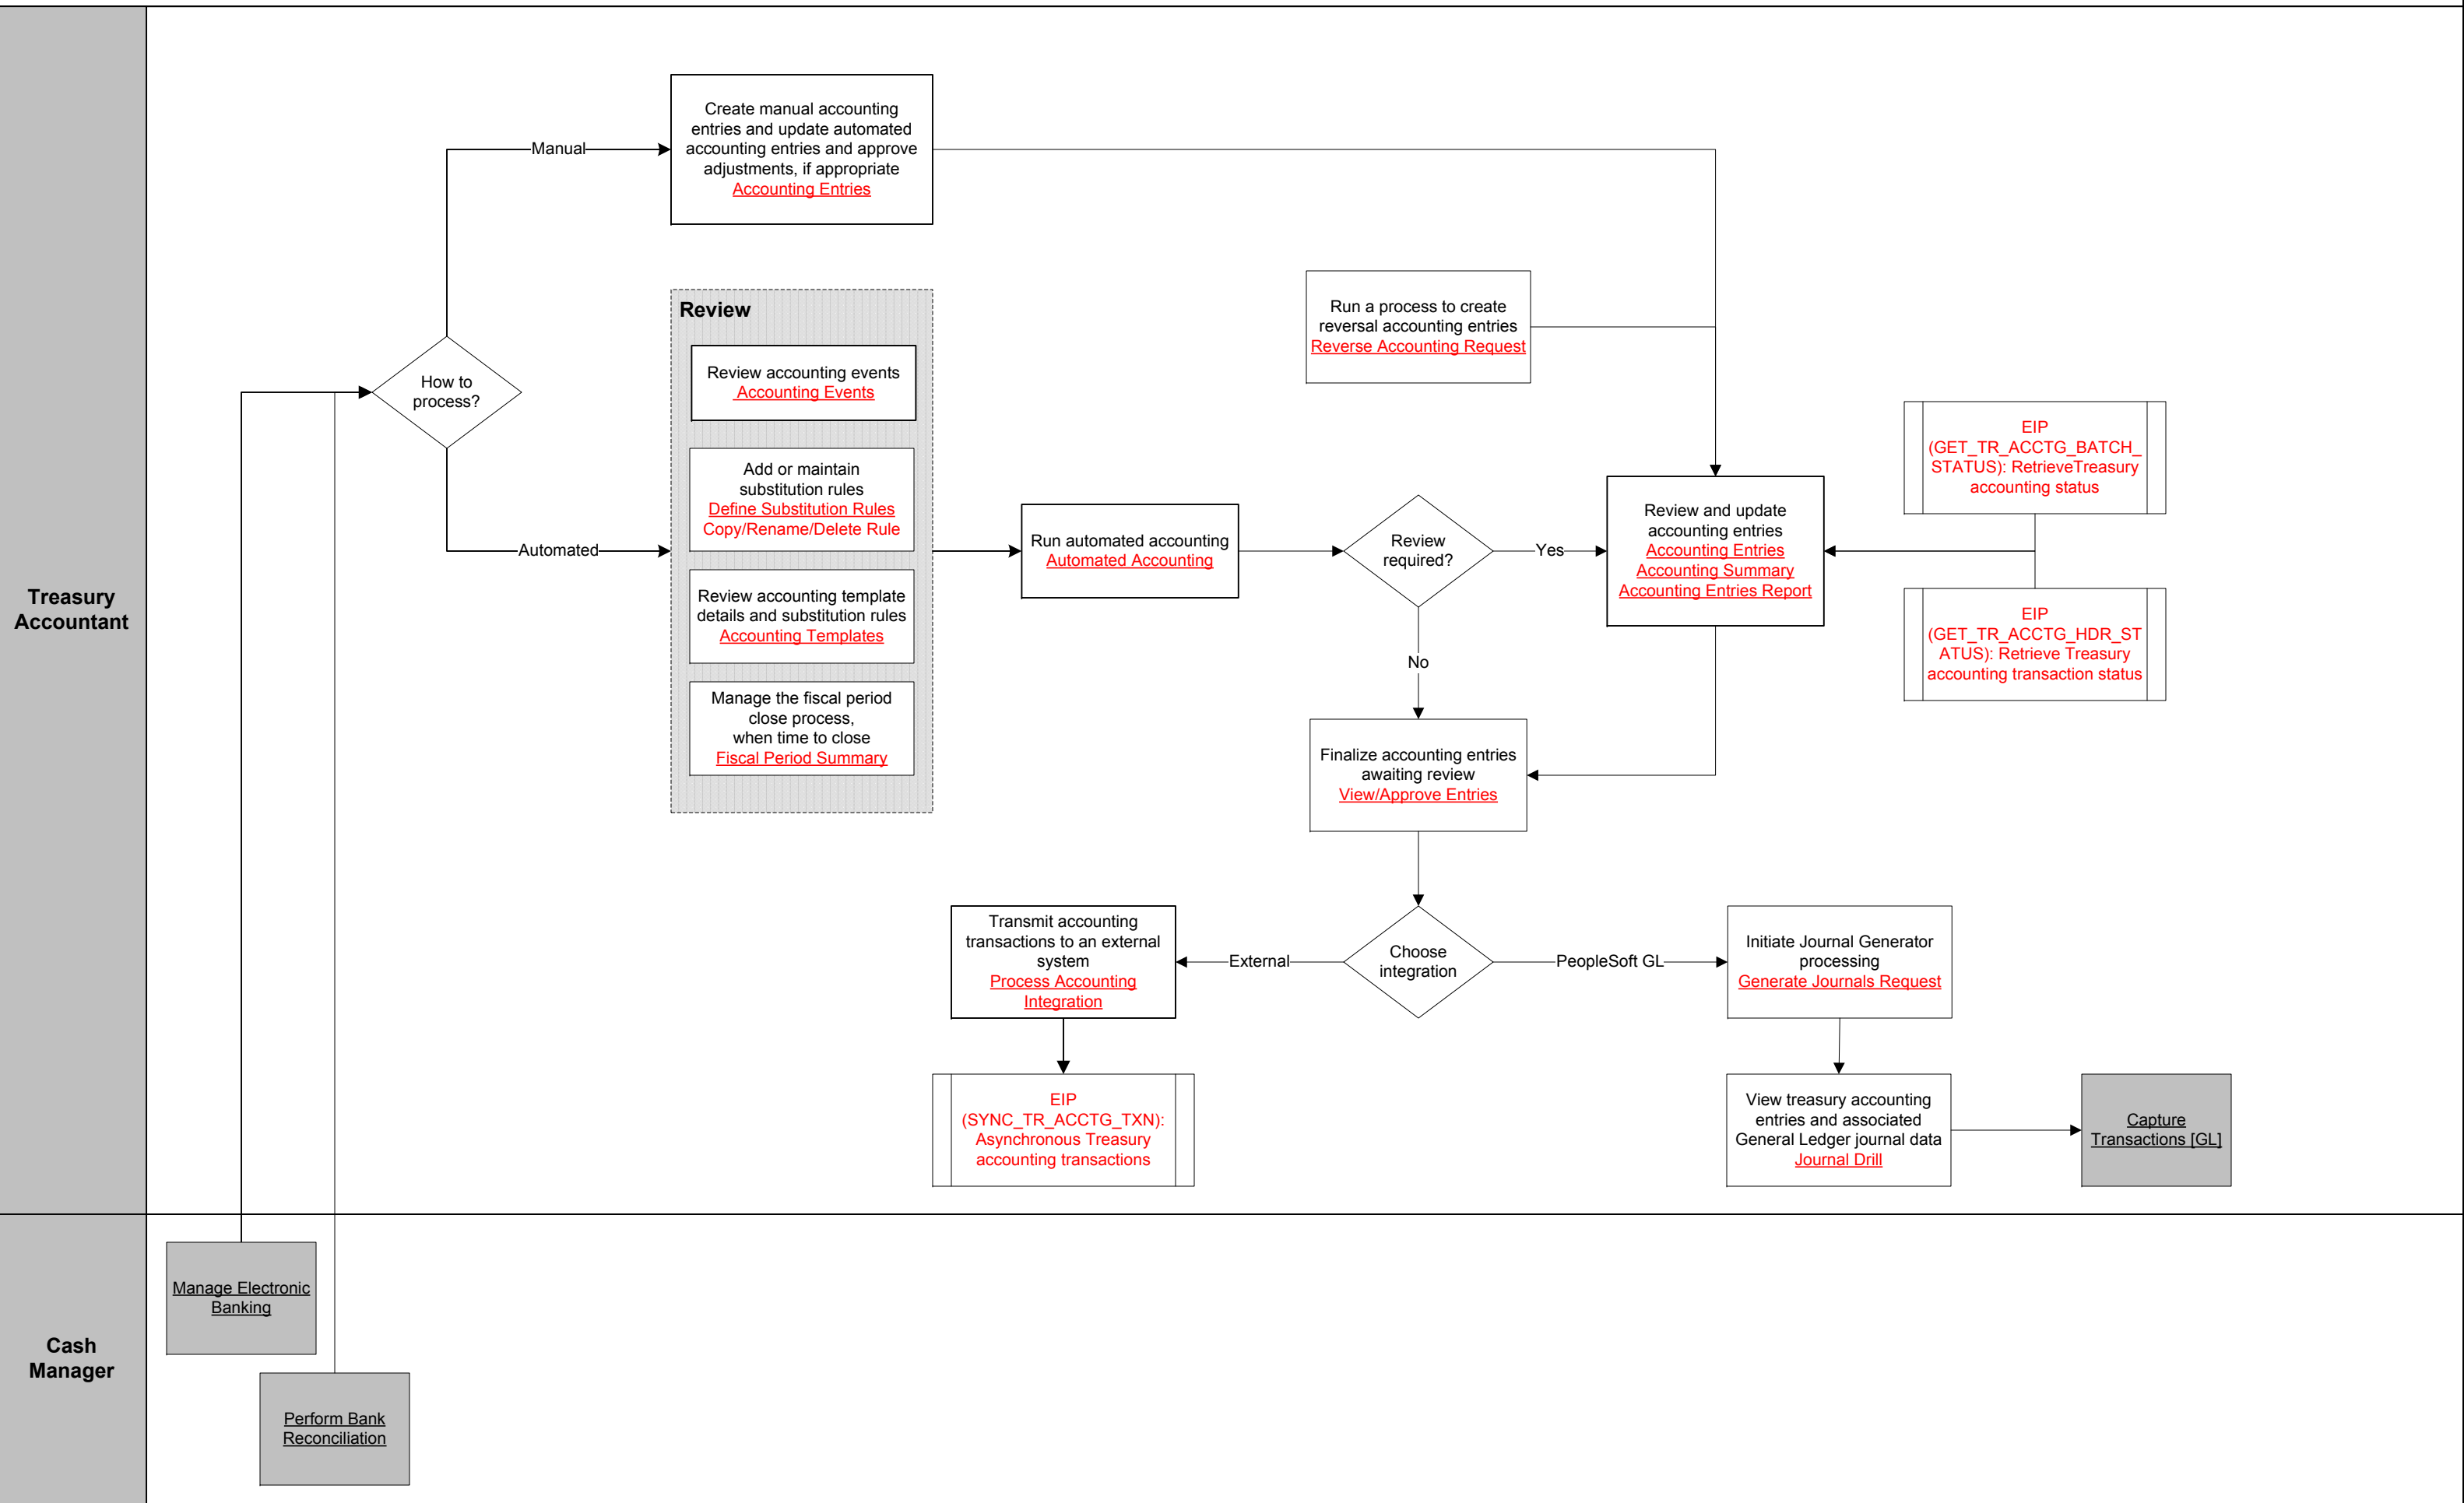 Treasury
Accountant
Create manual accounting
entries and update automated
accounting entries and approve
adjustments, if appropriate
Accounting Entries
Manual
How to
process?
Automated
Review
Review accounting events
Accounting Events
Add or maintain
substitution rules
Define Substitution Rules
Copy/Rename/Delete Rule
Review accounting template
details and substitution rules
Accounting Templates
Manage the fiscal period
close process,
when time to close
Fiscal Period Summary
Run automated accounting
Automated Accounting
Run a process to create
reversal accounting entries
Reverse Accounting Request
Review
required?
Yes
No
Review and update
accounting entries
Accounting Entries
Accounting Summary
Accounting Entries Report
EIP
(GET_TR_ACCTG_BATCH_
STATUS): RetrieveTreasury
accounting status
EIP
(GET_TR_ACCTG_HDR_ST
ATUS): Retrieve Treasury
accounting transaction status
Finalize accounting entries
awaiting review
View/Approve Entries
Choose
integration
External
PeopleSoft GL
Transmit accounting
transactions to an external
system
Process Accounting
Integration
EIP
(SYNC_TR_ACCTG_TXN):
Asynchronous Treasury
accounting transactions
Initiate Journal Generator
processing
Generate Journals Request
View treasury accounting
entries and associated
General Ledger journal data
Journal Drill
Capture
Transactions [GL]
Cash
Manager
Manage Electronic
Banking
Perform Bank
Reconciliation